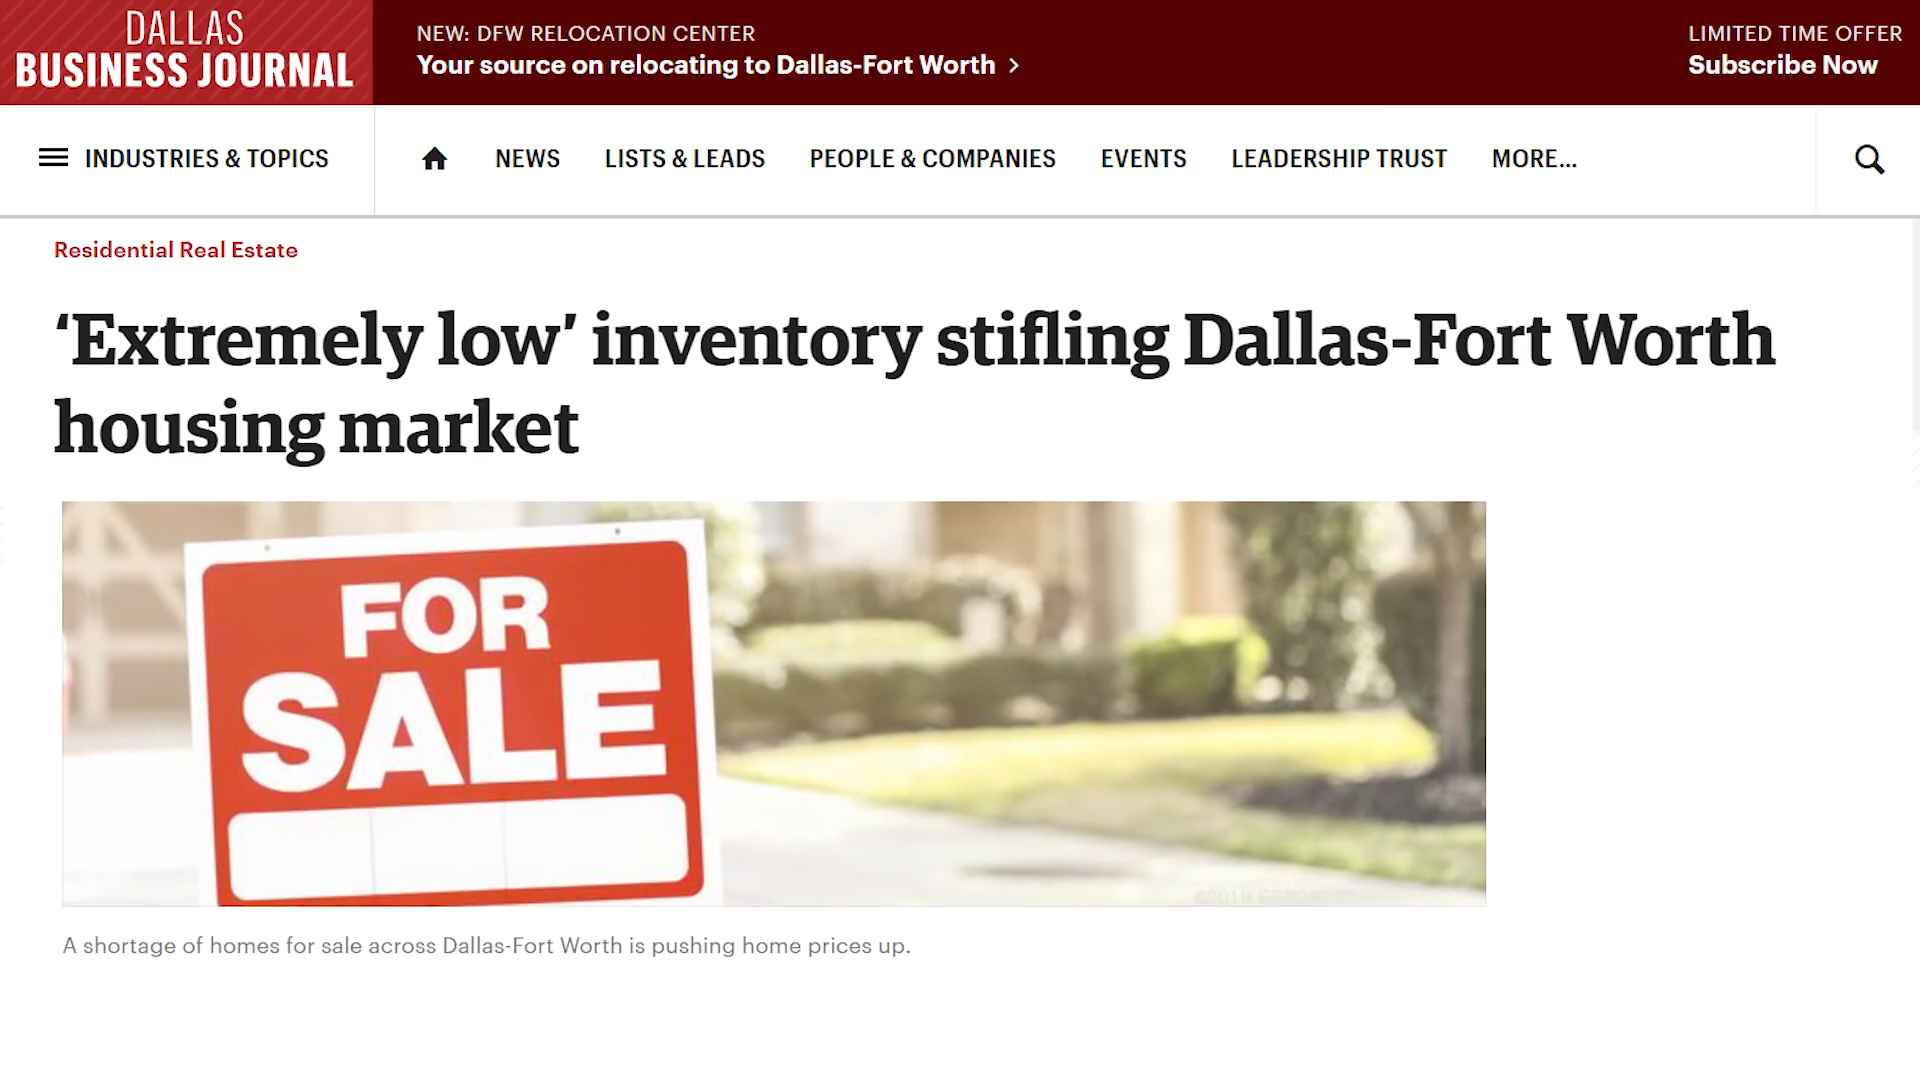 DALLAS
BUSINESS JOURNAL
NEW: DFW RELOCATION CENTER
Your source on relocating to Dallas-Fort Worth >
LIMITED TIME OFFER
Subscribe Now
INDUSTRIES & TOPICS
NEWS
LISTS & LEADS
PEOPLE & COMPANIES
EVENTS
LEADERSHIP TRUST
MORE...
Residential Real Estate
‘Extremely low’ inventory stifling Dallas-Fort Worth
housing market
FOR
SALE
A shortage of homes for sale across Dallas-Fort Worth is pushing home prices up.